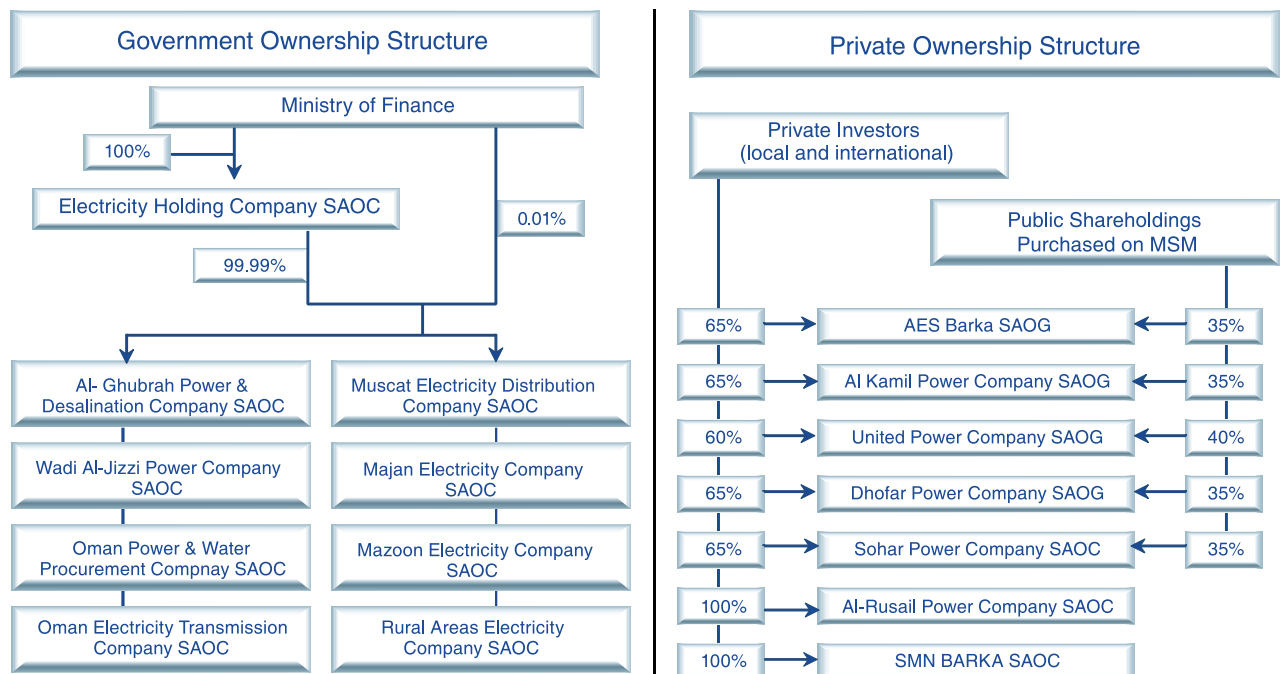 Government Ownership Structure
Ministry of Finance
100%
Electricity Holding Company SAOC
0.01%
99.99%
Al- Ghubrah Power &
Desalination Company SAOC
Wadi Al-Jizzi Power Company
SAOC
Oman Power & Water
Procurement Compnay SAOC
Oman Electricity Transmission
Company SAOC
Muscat Electricity Distribution
Company SAOC
Majan Electricity Company
SAOC
Mazoon Electricity Company
SAOC
Rural Areas Electricity
Company SAOC
Private Ownership Structure
Private Investors
(local and international)
Public Shareholdings
Purchased on MSM
65% AES Barka SAOG 35%
65% Al Kamil Power Company SAOG 35%
60% United Power Company SAOG 40%
65% Dhofar Power Company SAOG 35%
65% Sohar Power Company SAOC 35%
100% Al-Rusail Power Company SAOC
100% SMN BARKA SAOC